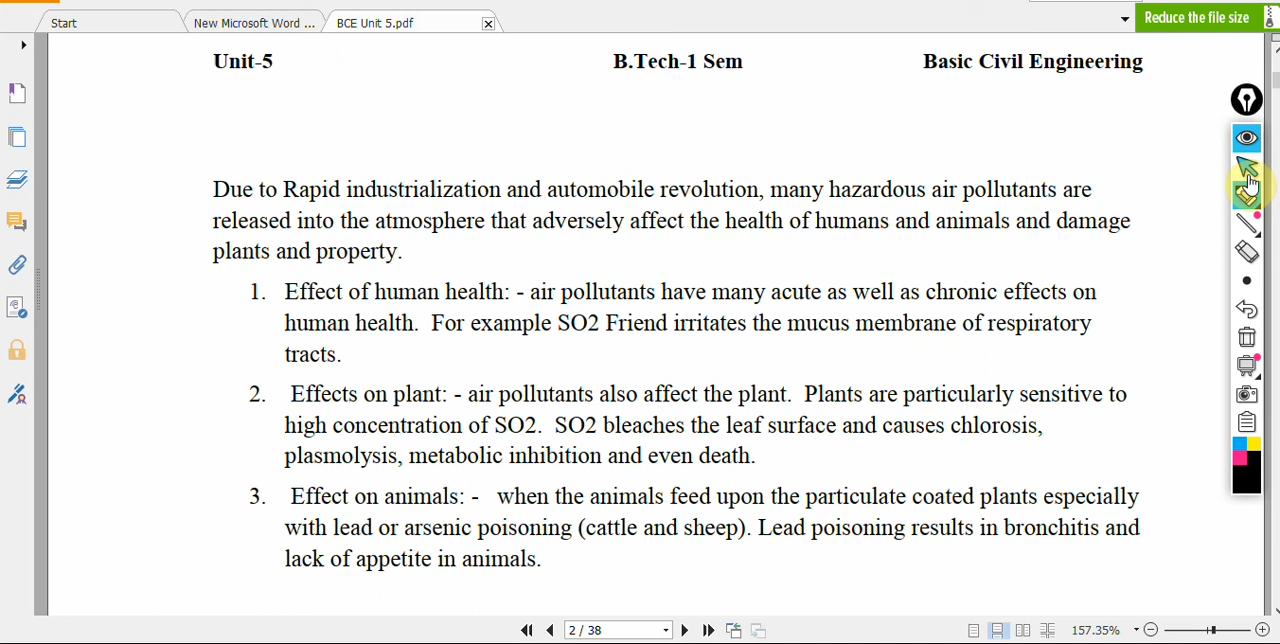 Start
New Microsoft Word ...
BCE Unit 5.pdf
Reduce the file size
Unit-5 B.Tech-1 Sem Basic Civil Engineering
Due to Rapid industrialization and automobile revolution, many hazardous air pollutants are
released into the atmosphere that adversely affect the health of humans and animals and damage
plants and property.
1. Effect of human health: - air pollutants have many acute as well as chronic effects on
human health. For example SO2 Friend irritates the mucus membrane of respiratory
tracts.
2. Effects on plant: - air pollutants also affect the plant. Plants are particularly sensitive to
high concentration of SO2. SO2 bleaches the leaf surface and causes chlorosis,
plasmolysis, metabolic inhibition and even death.
3. Effect on animals: - when the animals feed upon the particulate coated plants especially
with lead or arsenic poisoning (cattle and sheep). Lead poisoning results in bronchitis and
lack of appetite in animals.
2 / 38
157.35%